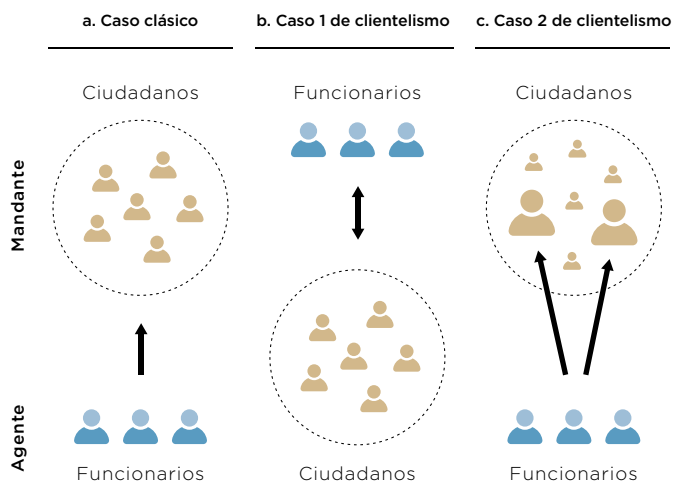 a. Caso clásico
b. Caso 1 de clientelismo
c. Caso 2 de clientelismo
Ciudadanos
Funcionarios
Ciudadanos
Mandante
Agente
Funcionarios
Ciudadanos
Funcionarios